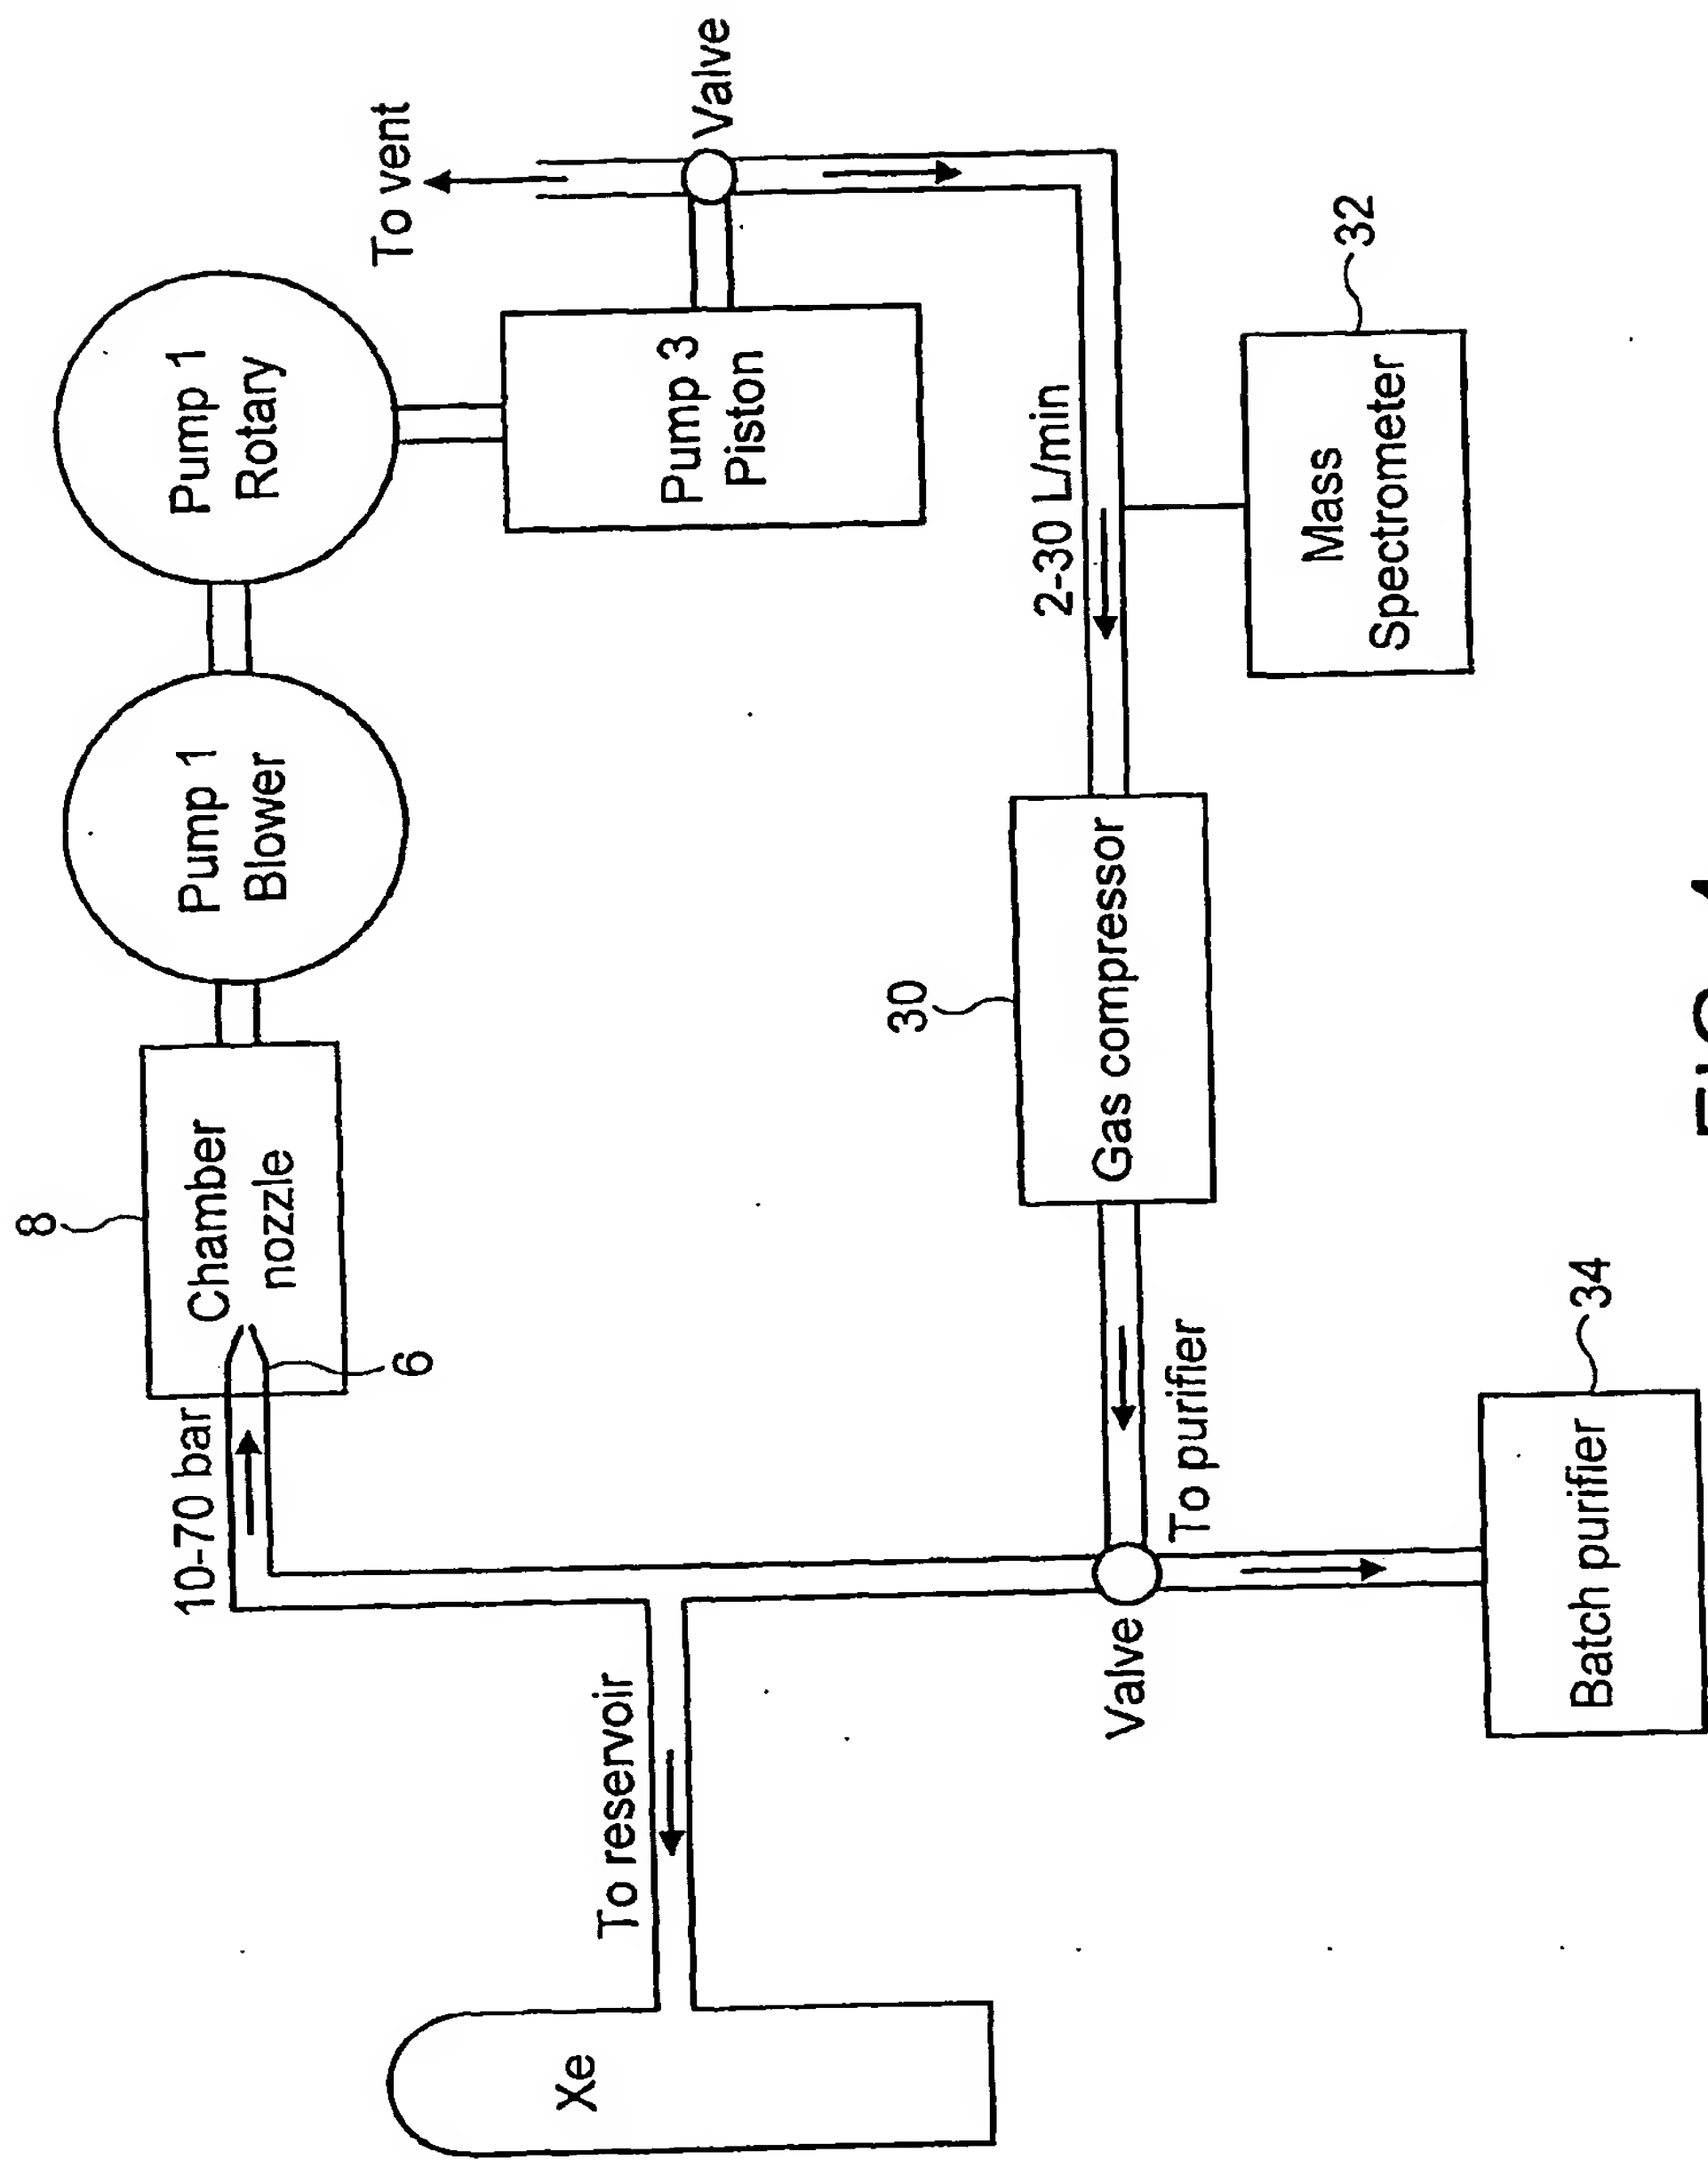 8
Chamber
nozzle
6
10-70 bar
Pump 1
Blower
Pump 1
Rotary
Pump 3
Piston
To vent
Valve
2-30 L/min
Mass
Spectrometer
32
30
Gas compressor
To purifier
Valve
Batch purifier
34
To reservoir
Xe